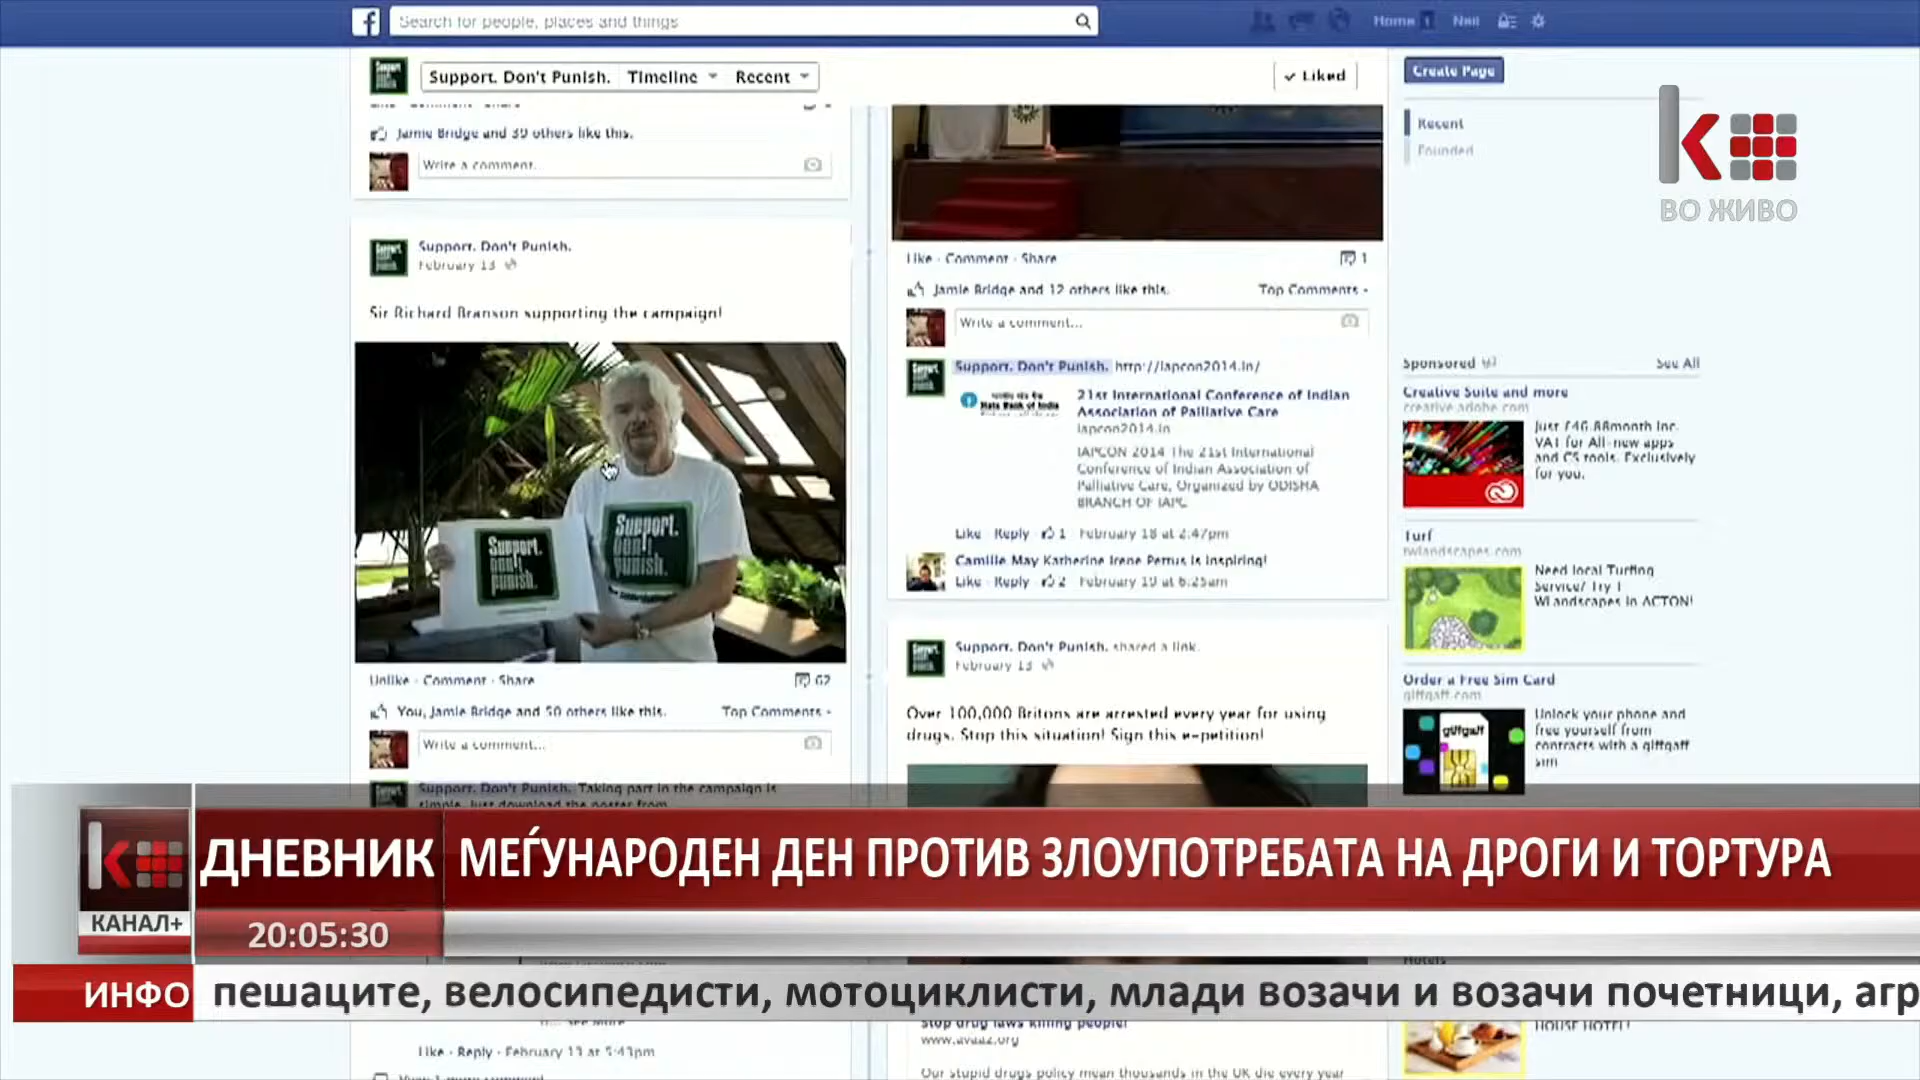 Search for people, places and things
Home 1 Neil
Support. Don't Punish. Timeline Recent
Liked
Create Page
Recent
Founded
ВО ЖИВО
Jamie Bridge and 39 others like this.
Write a comment...
Support. Don't Punish.
February 13
Sir Richard Branson supporting the campaign!
Support.
Don't
Punish.
Support.
Don't
Punish.
Unlike · Comment · Share
62
You, Jamie Bridge and 50 others like this.
Top Comments
Write a comment...
Support. Don't Punish. Taking part in the campaign is
simple, just download the poster from
Like · Reply · February 13 at 5:43pm
Like · Comment · Share
1
Jamie Bridge and 12 others like this.
Top Comments
Write a comment...
Support. Don't Punish. http://iapcon2014.in/
21st International Conference of Indian
Association of Palliative Care
iapcon2014.in
IAPCON 2014 The 21st International
Conference of Indian Association of
Palliative Care, Organized by ODISHA
BRANCH OF IAPC
Like · Reply · 1 · February 18 at 2:47pm
Camille May Katherine Irene Petrus is inspiring!
Like · Reply · 2 · February 19 at 6:25am
Support. Don't Punish. shared a link.
February 13
Over 100,000 Britons are arrested every year for using
drugs. Stop this situation! Sign this e-petition!
Stop drug laws killing people!
www.avaaz.org
Our stupid drugs policy mean thousands in the UK die every year
Sponsored
See All
Creative Suite and more
creative.adobe.com
Just £46.88month inc.
VAT for All-new apps
and CS tools. Exclusively
for you.
Turf
twlandscapes.com
Need local Turfing
Service? Try T
WLandscapes in ACTON!
Order a Free Sim Card
giffgaff.com
giffgaff
Unlock your phone and
free yourself from
contracts with a giffgaff
sim
Hotels
HOUSE HOTEL!
КАНАЛ+
ДНЕВНИК
МЕЃУНАРОДЕН ДЕН ПРОТИВ ЗЛОУПОТРЕБАТА НА ДРОГИ И ТОРТУРА
20:05:30
ИНФО
пешаците, велосипедисти, мотоциклисти, млади возачи и возачи почетници, агр